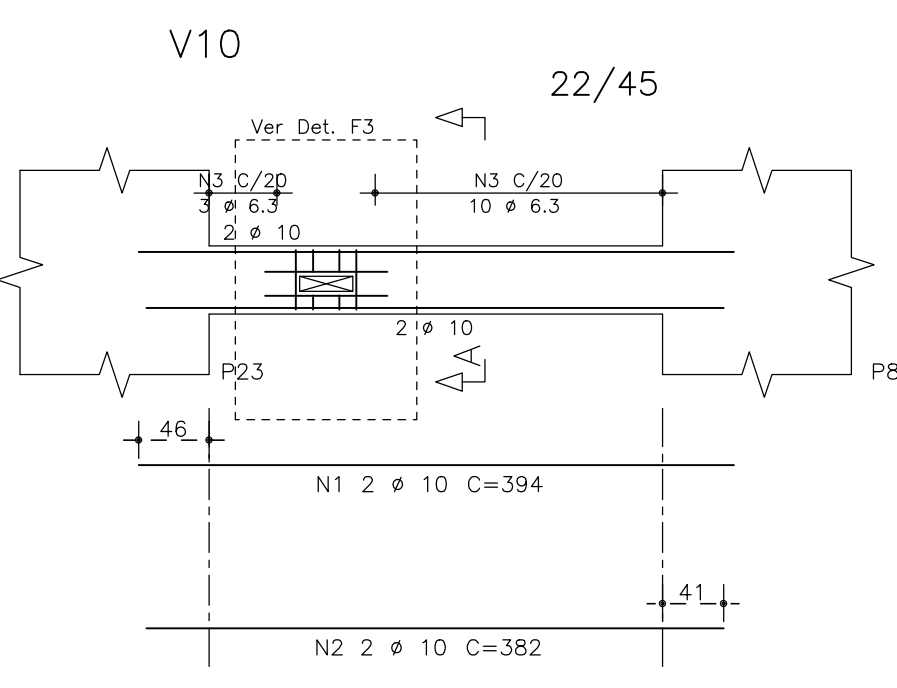 V10
22/45
Ver Det. F3
N3 C/20
3 ø 6.3
N3 C/20
10 ø 6.3
2 ø 10
2 ø 10
A
P23
P8
46
N1 2 ø 10 C=394
41
N2 2 ø 10 C=382